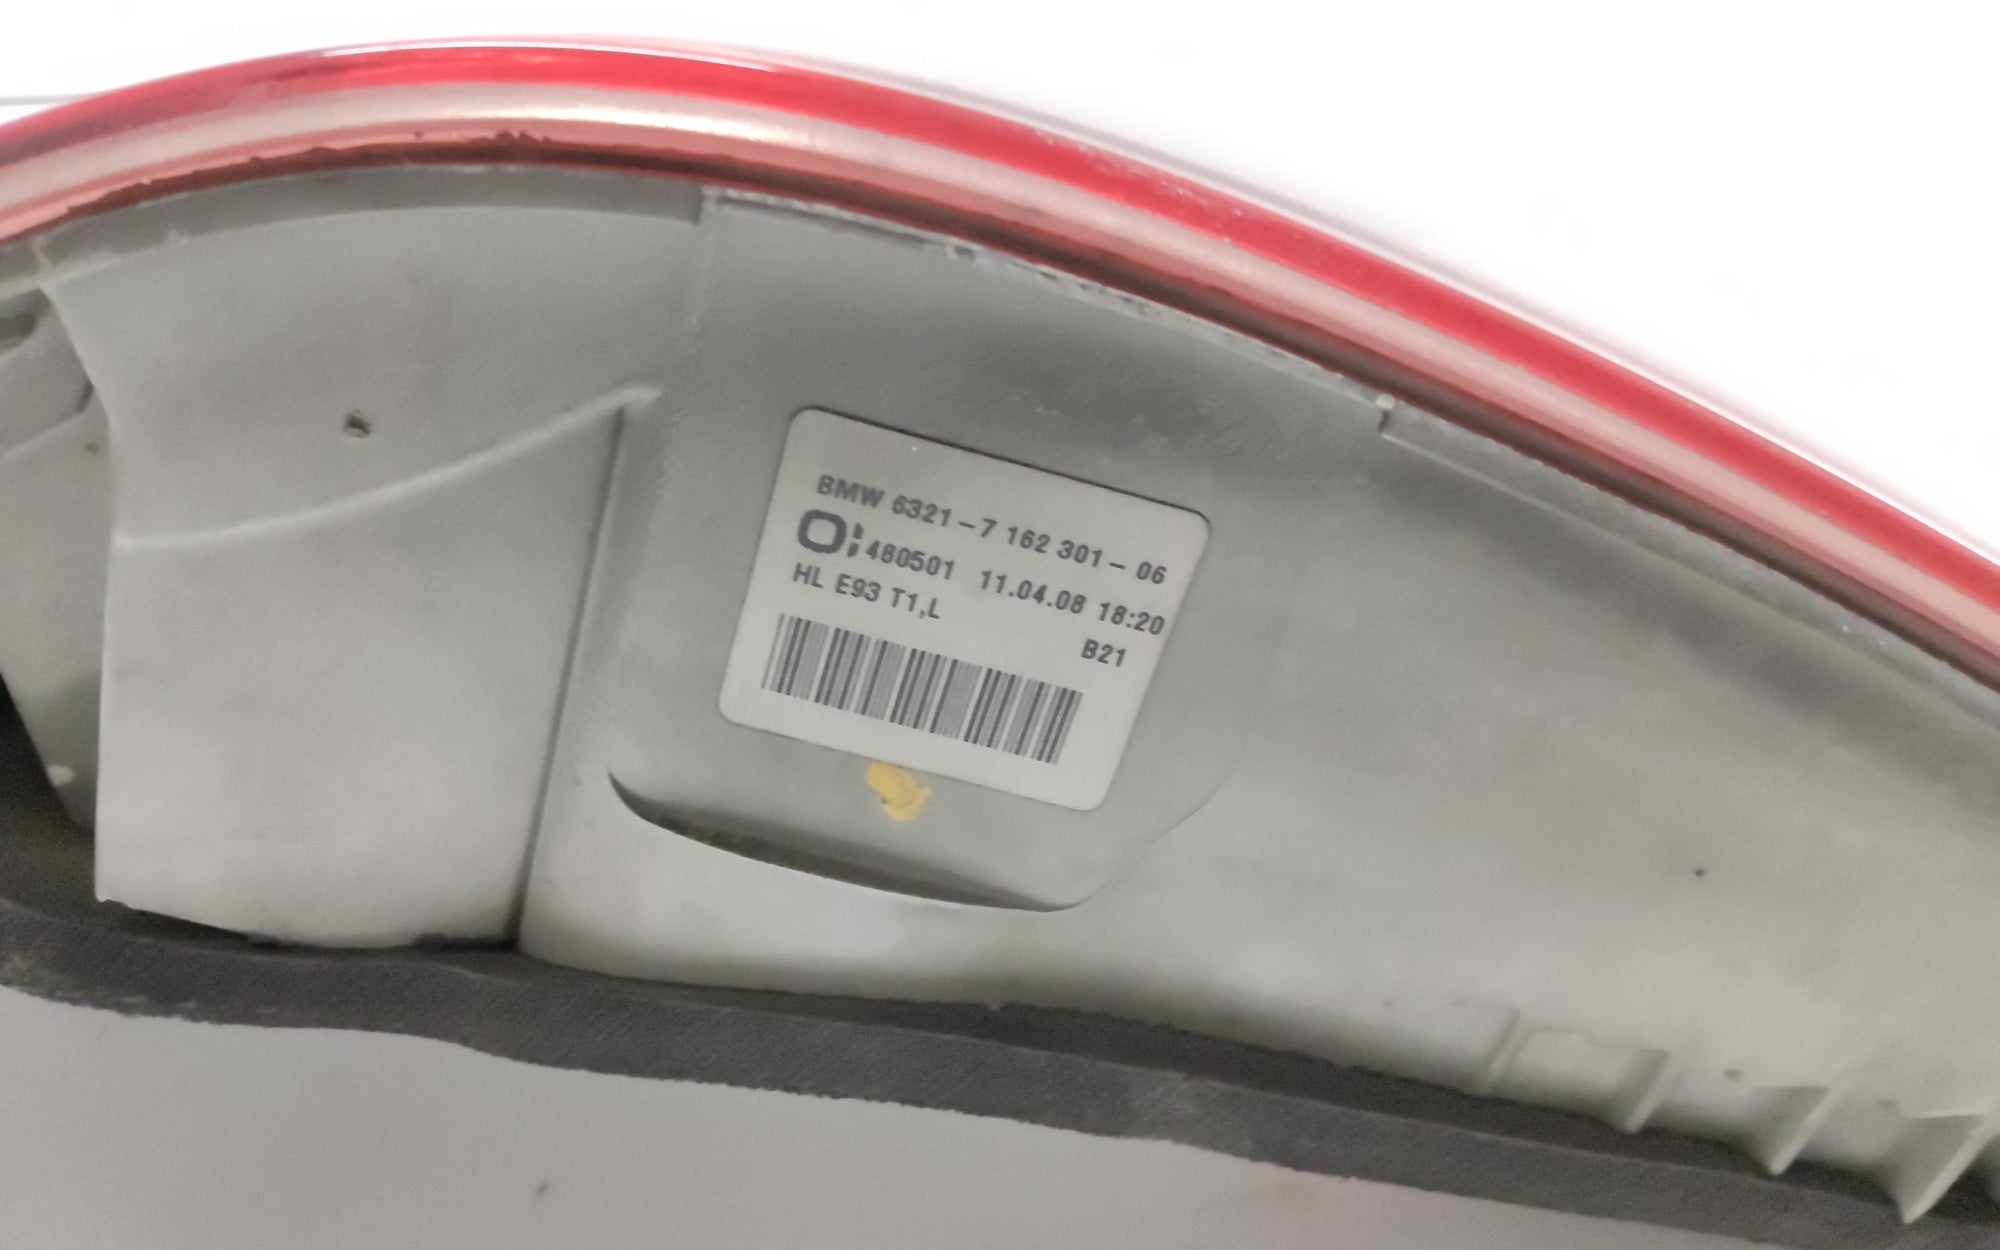 BMW 6321-7 162 301-06
480501 11.04.08 18:20
HL E93 T1,L
B21